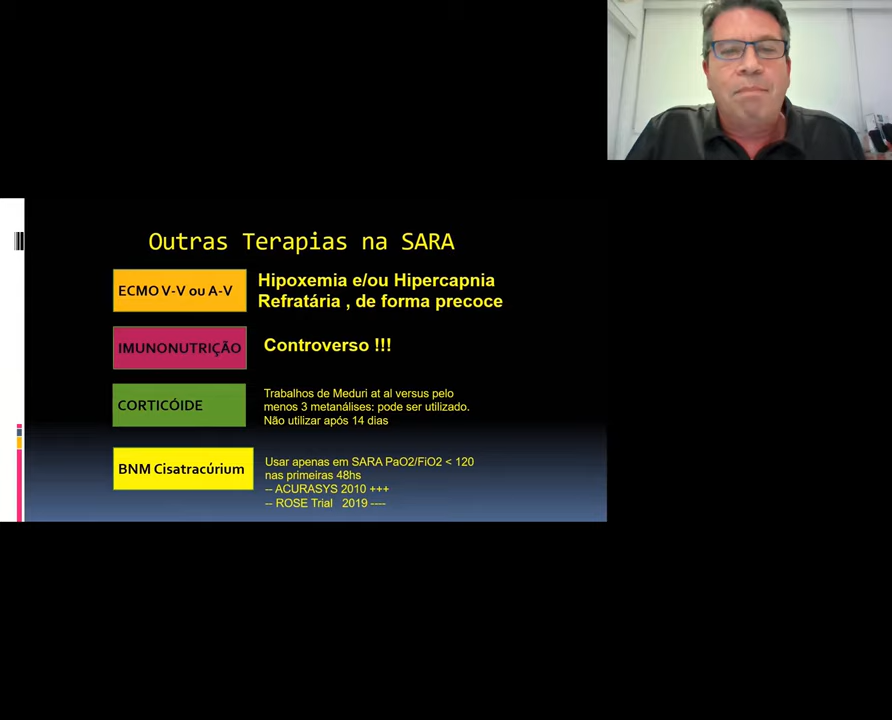 Outras Terapias na SARA
ECMO V-V ou A-V
Hipoxemia e/ou Hipercapnia
Refratária , de forma precoce
IMUNONUTRIÇÃO
Controverso !!!
CORTICÓIDE
Trabalhos de Meduri at al versus pelo
menos 3 metanálises: pode ser utilizado.
Não utilizar após 14 dias
BNM Cisatracúrium
Usar apenas em SARA PaO2/FiO2 < 120
nas primeiras 48hs
-- ACURASYS 2010 +++
-- ROSE Trial 2019 ----